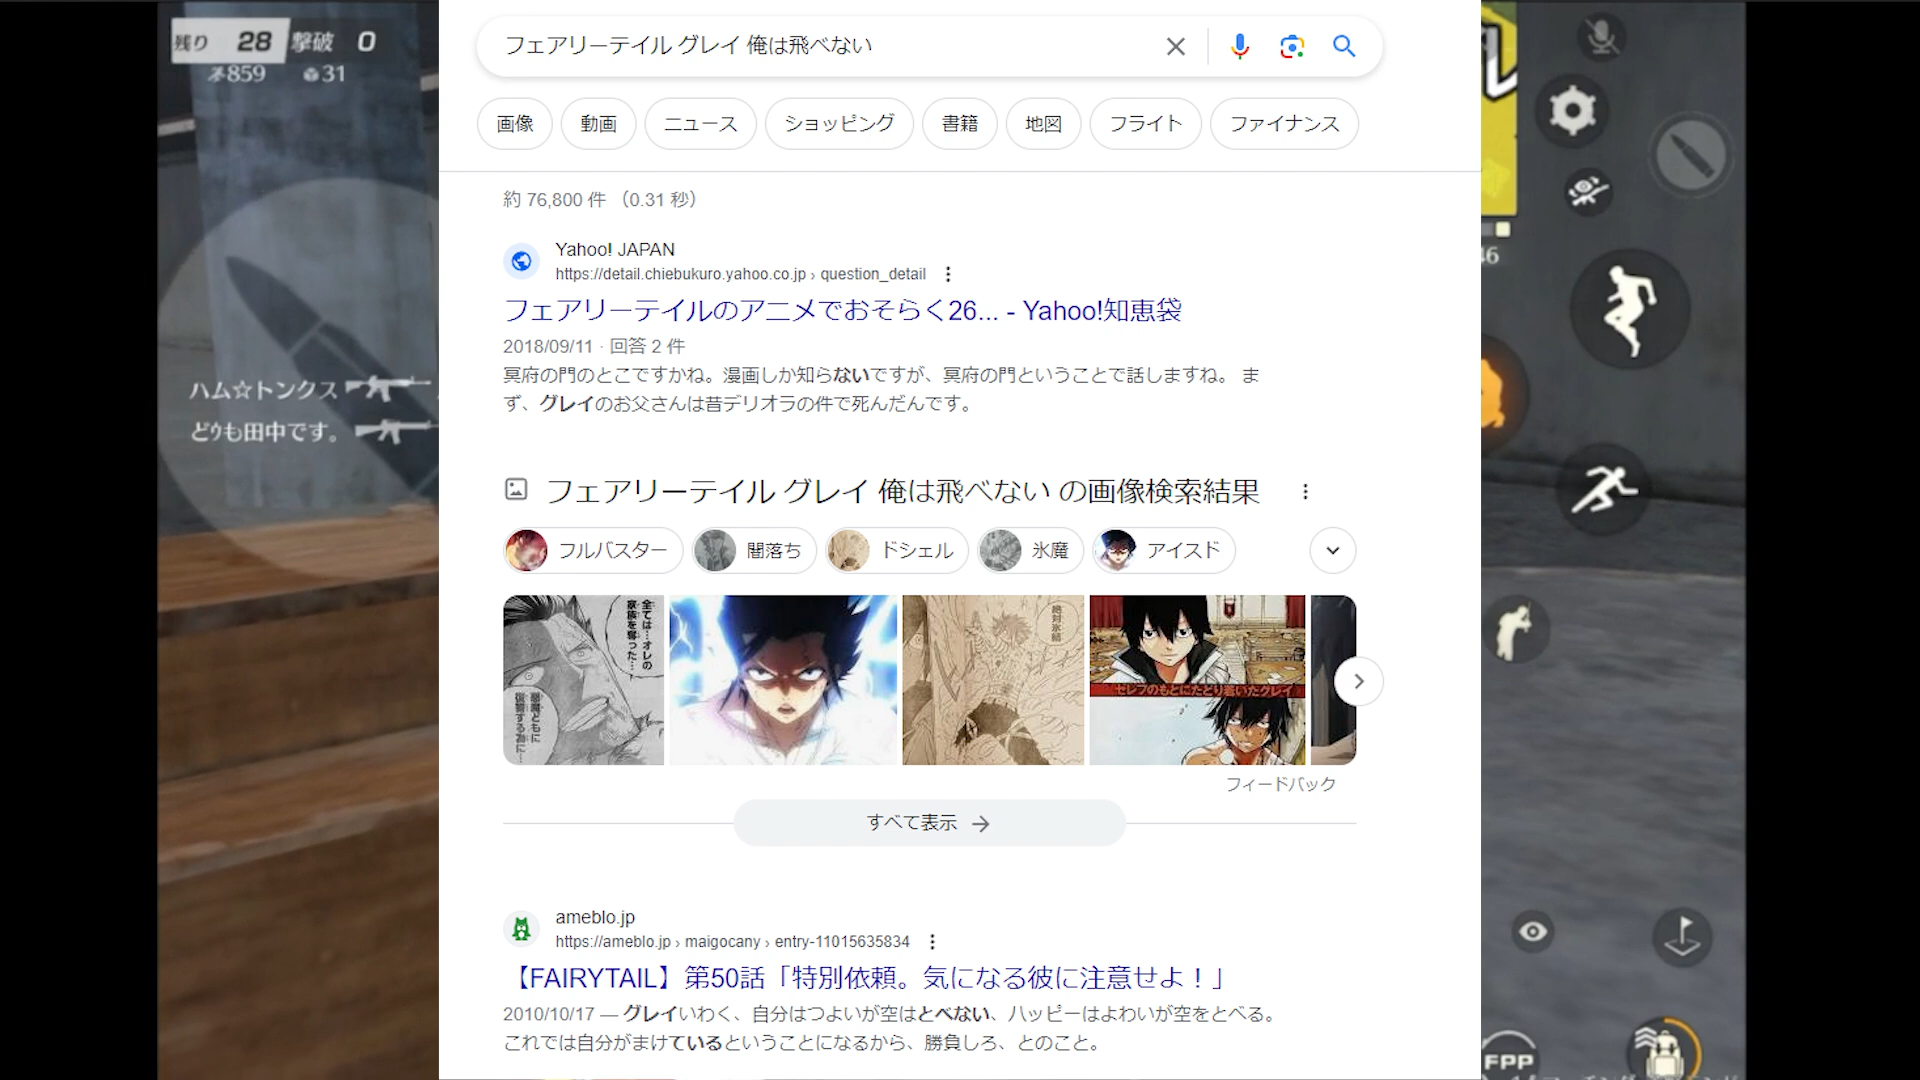 残り 28 撃破 0
859 31
ハム☆トンクス
どりも田中です。
フェアリーテイル グレイ 俺は飛べない
画像 動画 ニュース ショッピング 書籍 地図 フライト ファイナンス
約 76,800 件 （0.31 秒）
Yahoo! JAPAN
https://detail.chiebukuro.yahoo.co.jp › question_detail
フェアリーテイルのアニメでおそらく26... - Yahoo!知恵袋
2018/09/11 · 回答 2 件
冥府の門のとこですかね。漫画しか知らないですが、冥府の門ということで話しますね。 ま
ず、グレイのお父さんは昔デリオラの件で死んだんです。
フェアリーテイル グレイ 俺は飛べない の画像検索結果
フルバスター 闇落ち ドシェル 氷魔 アイスド
全ては…オレの
家族を奪った…
悪魔どもに
復讐する為に…
絶対氷結
ゼレフのもとにたどり着いたグレイ
フィードバック
すべて表示
ameblo.jp
https://ameblo.jp › maigocany › entry-11015635834
【FAIRYTAIL】第50話「特別依頼。気になる彼に注意せよ！」
2010/10/17 — グレイいわく、自分はつよいが空はとべない、ハッピーはよわいが空をとべる。
これでは自分がまけているということになるから、勝負しろ、とのこと。
FPP